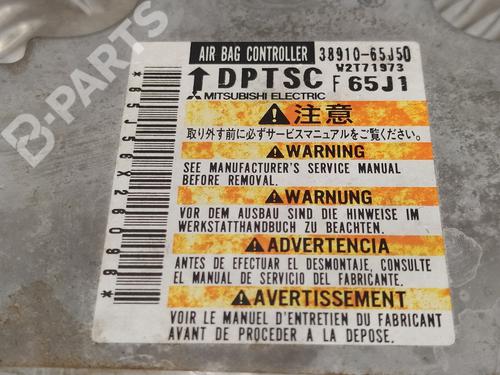 AIR BAG CONTROLLER 38910-65J50
W2T71973
↑ DPTSC F 65J1
MITSUBISHI ELECTRIC
注意
取り外す前に必ずサービスマニュアルをご覧ください。
WARNING
SEE MANUFACTURER'S SERVICE MANUAL
BEFORE REMOVAL.
WARNUNG
VOR DEM AUSBAU SIND DIE HINWEISE IM
WERKSTATTHANDBUCH ZU BEACHTEN.
ADVERTENCIA
ANTES DE EFECTUAR EL DESMONTAJE, CONSULTE
EL MANUAL DE SERVICIO DEL FABRICANTE.
AVERTISSEMENT
VOIR LE MANUEL D'ENTRETIEN DU FABRICANT
AVANT DE PROCÉDER À LA DEPOSE.
*65J56X26096*
B-PARTS